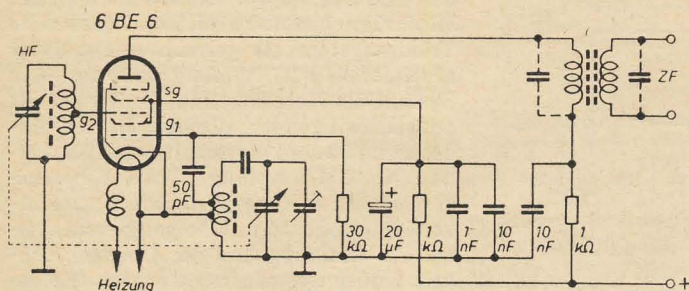 6 BE 6
HF
ZF
sg
g2
g1
50
pF
30
kΩ
20
µF
1
kΩ
1
nF
10
nF
10
nF
1
kΩ
+
+
Heizung